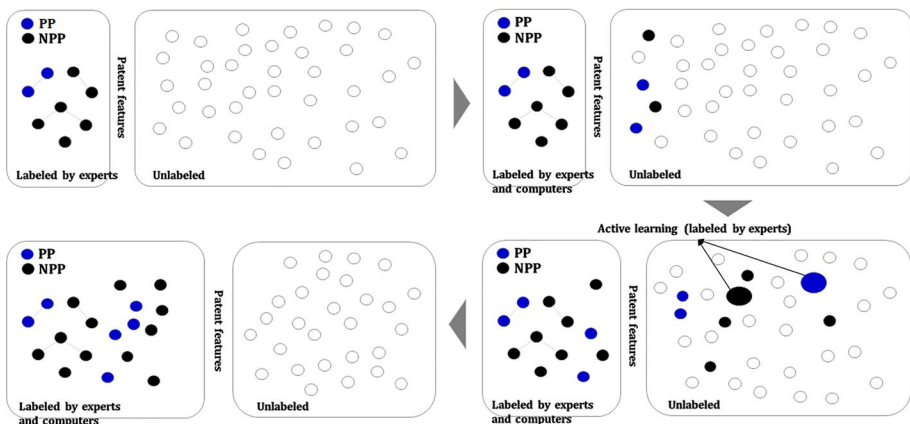 PP
NPP
Patent features
Labeled by experts
Unlabeled
PP
NPP
Patent features
Labeled by experts
and computers
Unlabeled
Active learning (labeled by experts)
PP
NPP
Patent features
Labeled by experts
and computers
Unlabeled
PP
NPP
Patent features
Labeled by experts
and computers
Unlabeled